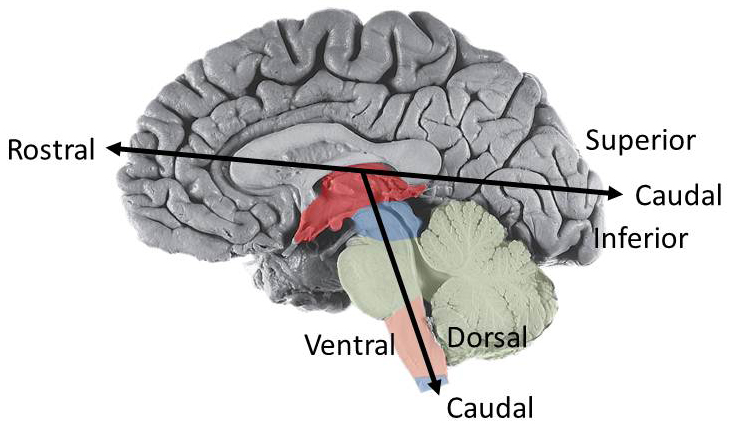 Rostral
Superior
Caudal
Inferior
Ventral
Dorsal
Caudal